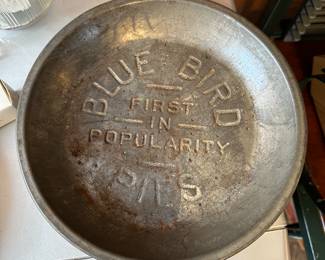 BLUE BIRD
FIRST
IN
POPULARITY
PIES